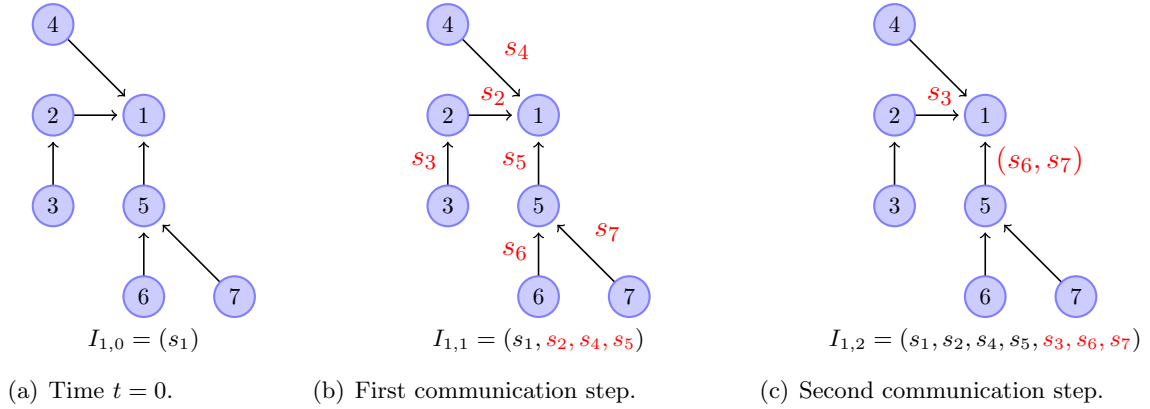 4
2
1
3
5
6
7
$I_{1,0} = (s_1)$
(a) Time $t = 0$.
4
$s_4$
$s_2$
2
1
$s_3$
$s_5$
3
5
$s_6$
$s_7$
6
7
$I_{1,1} = (s_1, s_2, s_4, s_5)$
(b) First communication step.
4
$s_3$
2
1
$(s_6, s_7)$
3
5
6
7
$I_{1,2} = (s_1, s_2, s_4, s_5, s_3, s_6, s_7)$
(c) Second communication step.